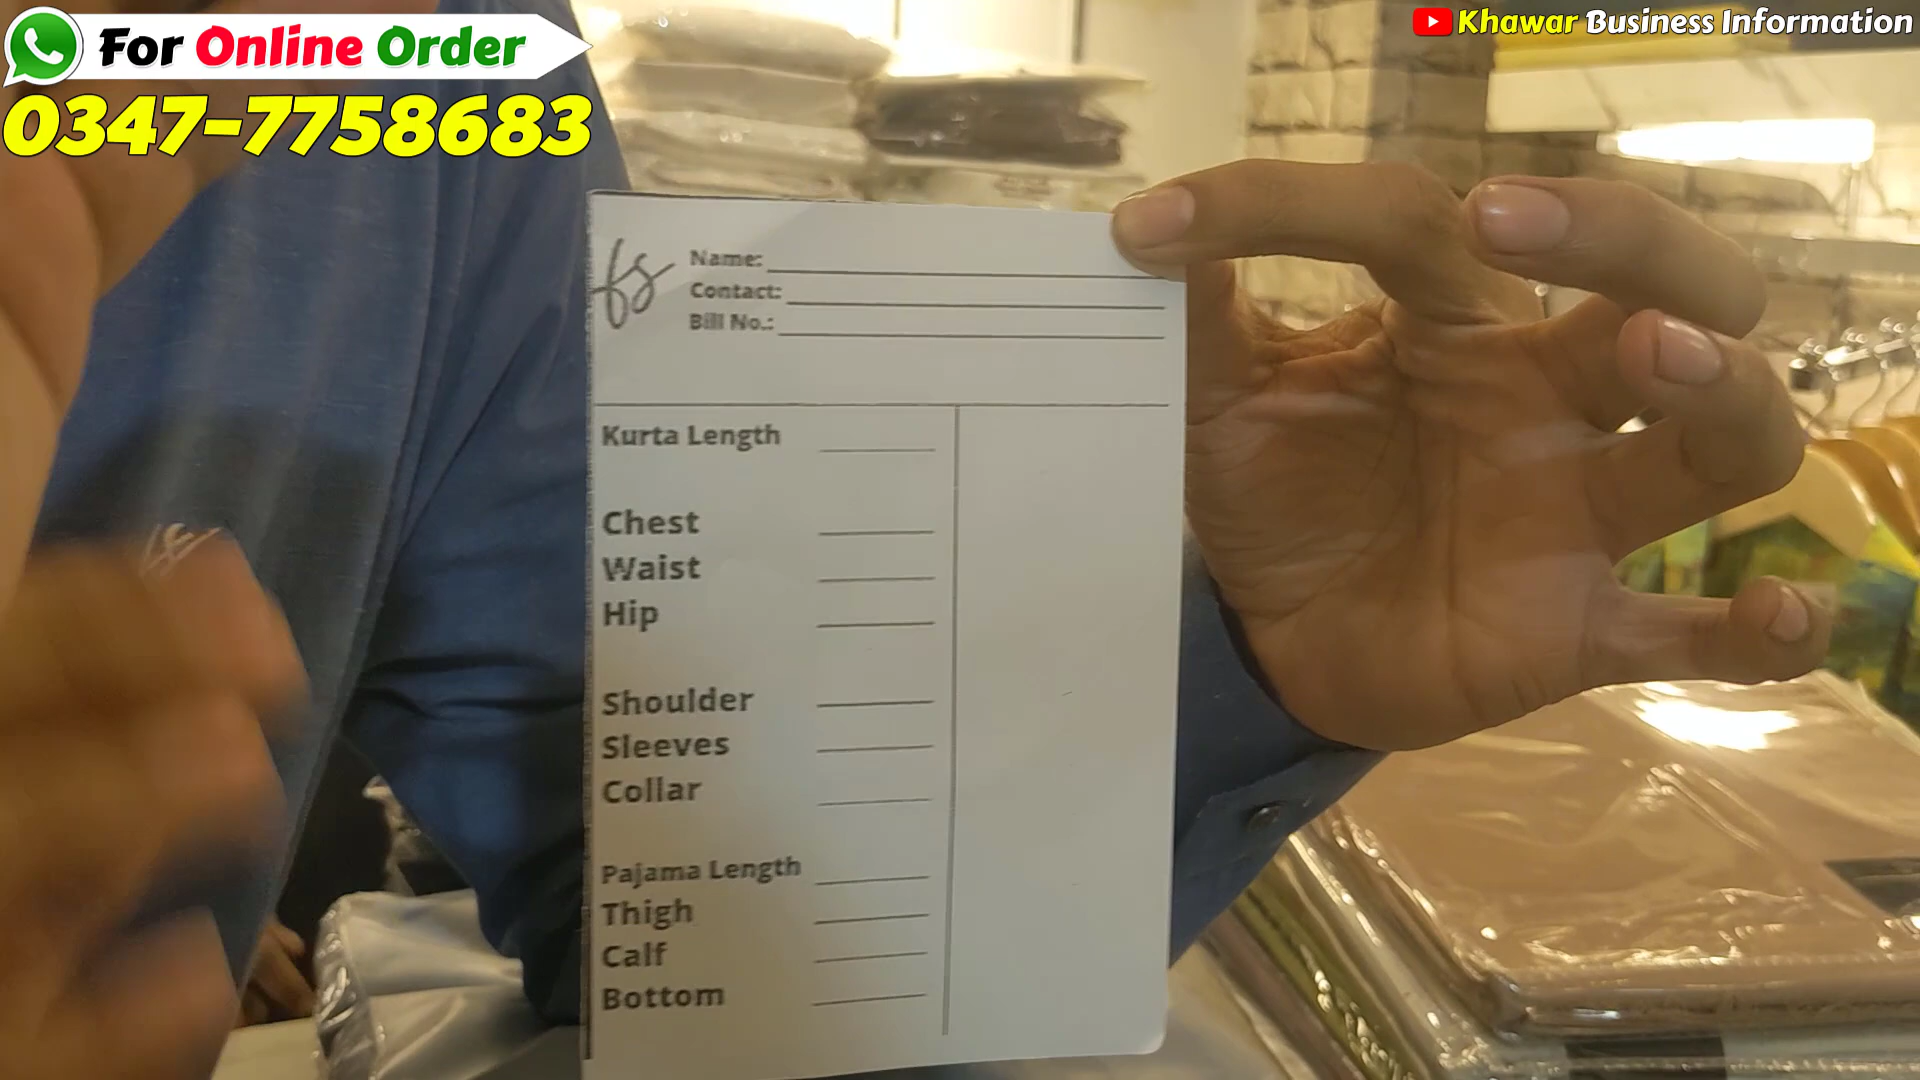 For Online Order
0347-7758683
Khawar Business Information
fs
Name:
Contact:
Bill No.:
Kurta Length
Chest
Waist
Hip
Shoulder
Sleeves
Collar
Pajama Length
Thigh
Calf
Bottom
fs